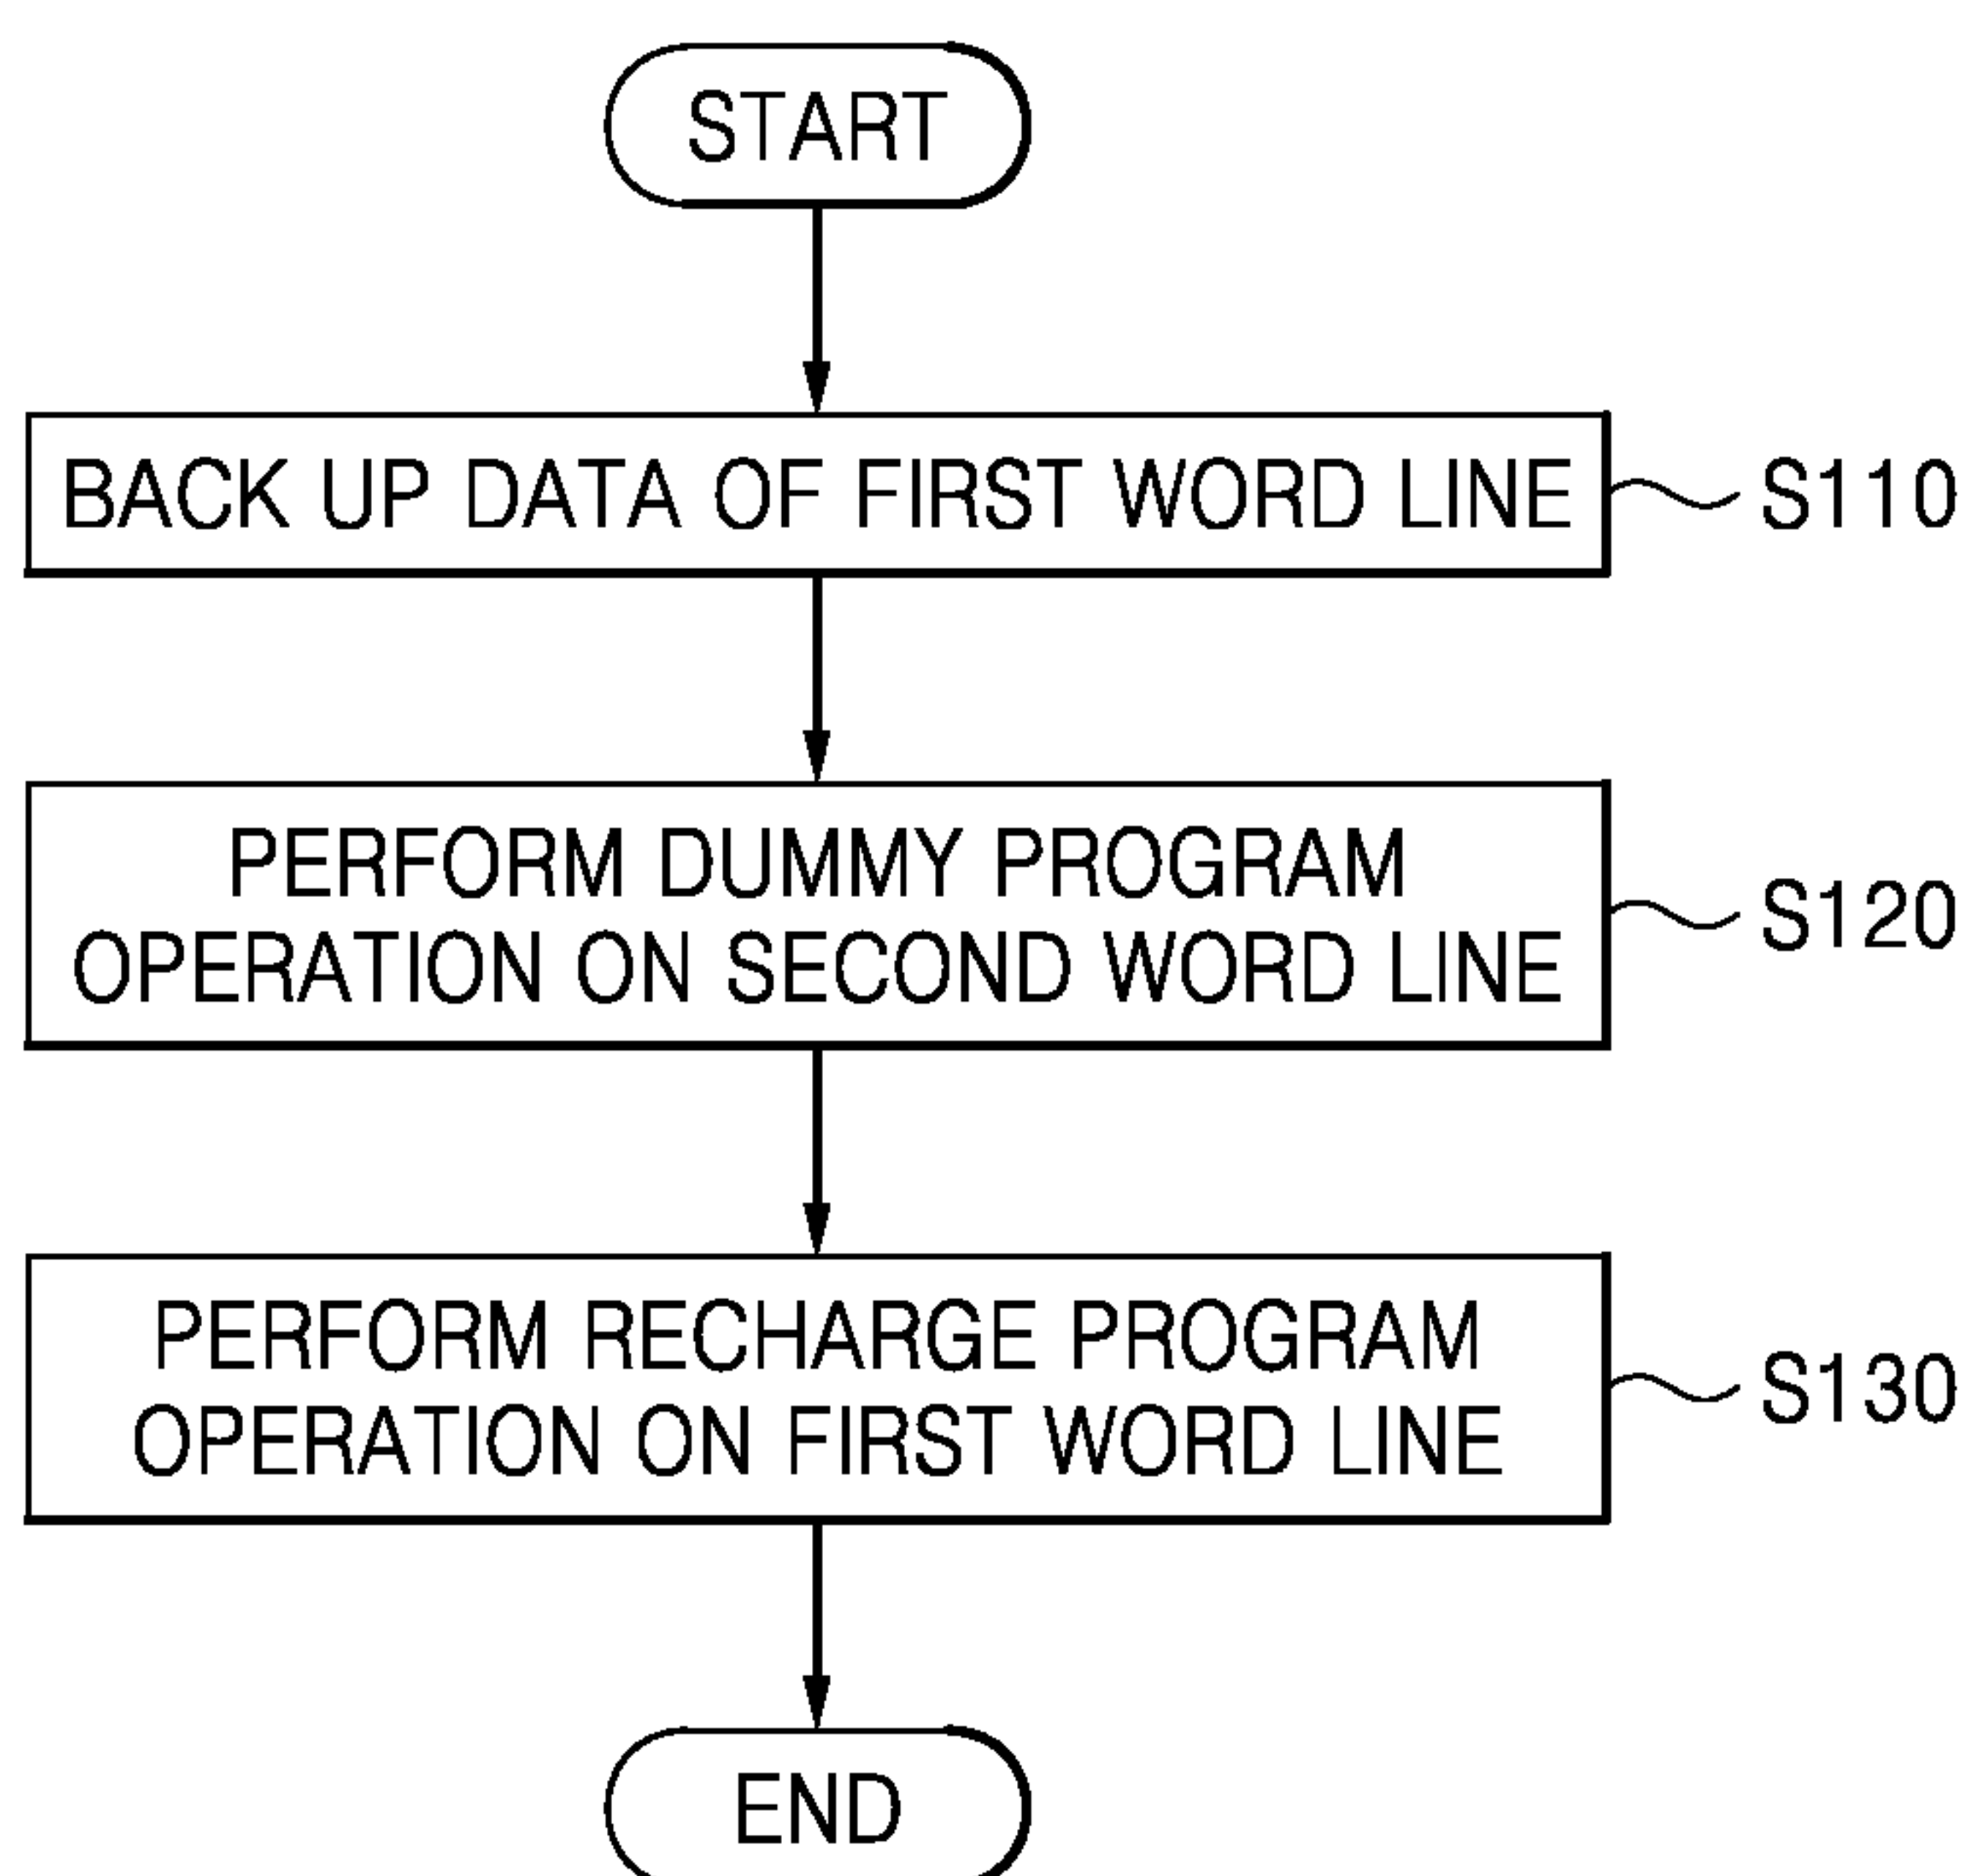 START
BACK UP DATA OF FIRST WORD LINE
S110
PERFORM DUMMY PROGRAM
OPERATION ON SECOND WORD LINE
S120
PERFORM RECHARGE PROGRAM
OPERATION ON FIRST WORD LINE
S130
END